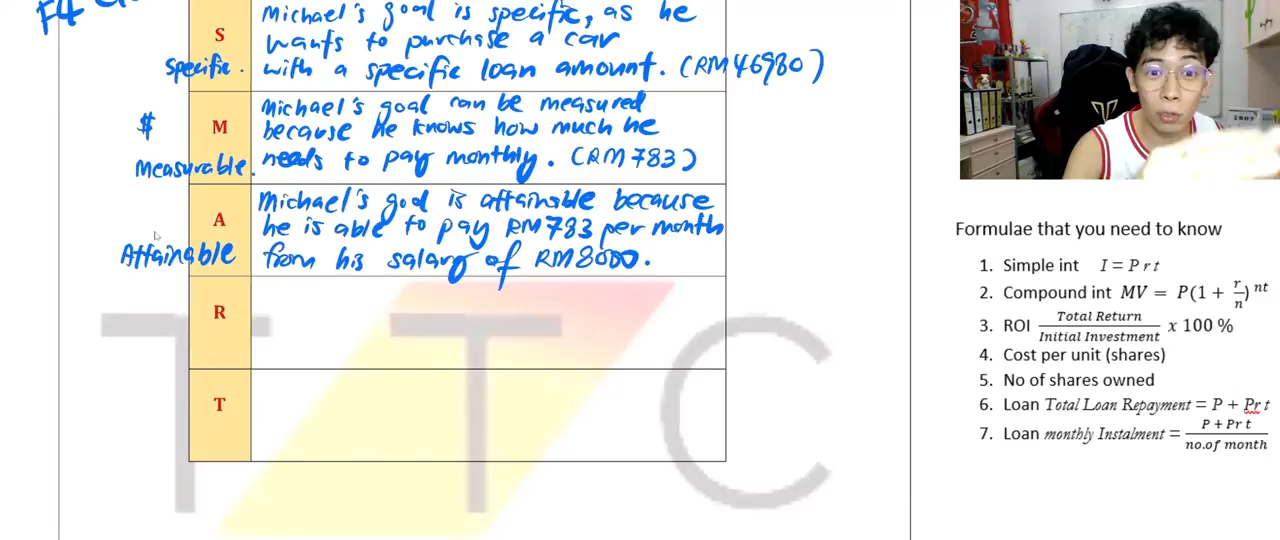 F4
S
Specific.
Michael's goal is specific, as he
wants to purchase a car
with a specific loan amount. (RM46980)
$
M
Measurable.
Michael's goal can be measured
because he knows how much he
needs to pay monthly. (RM783)
A
Attainable
Michael's goal is attainable because
he is able to pay RM783 per month
from his salary of RM8000.
R
T
TTC
Formulae that you need to know
1. Simple int I = P r t
2. Compound int MV = P(1 + r/n) nt
3. ROI Total Return / Initial Investment x 100 %
4. Cost per unit (shares)
5. No of shares owned
6. Loan Total Loan Repayment = P + Pr t
7. Loan monthly Instalment = P + Pr t / no.of month